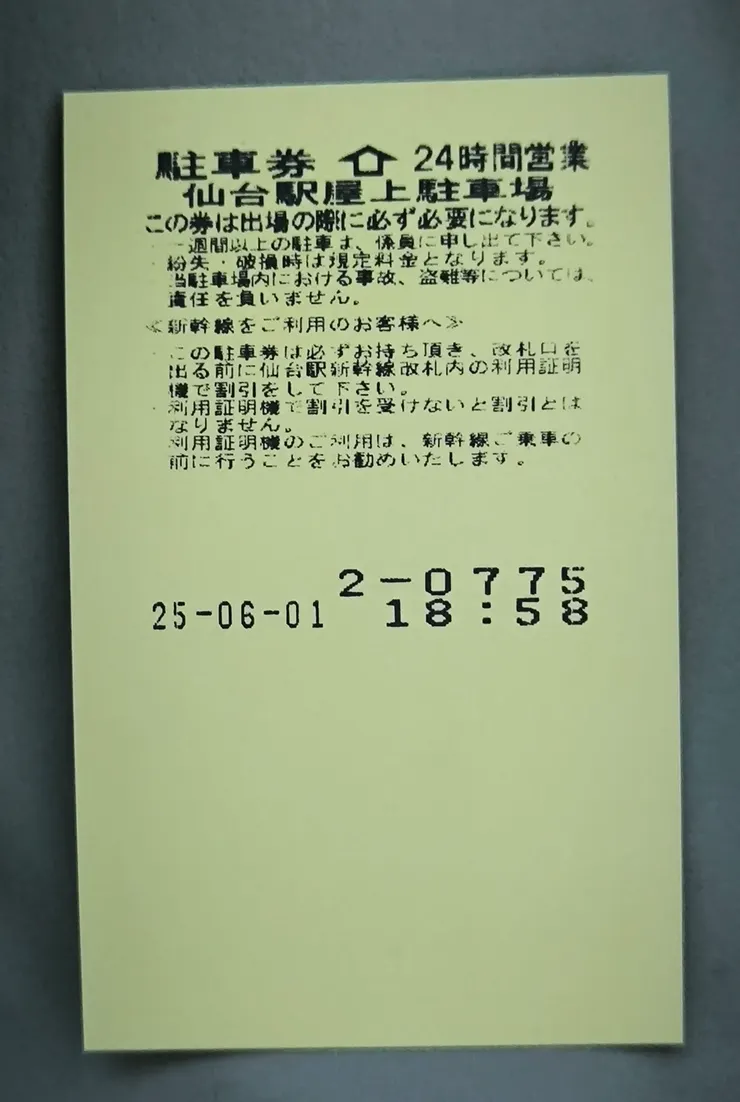 駐車券 ⇧ 24時間営業
仙台駅屋上駐車場
この券は出場の際に必ず必要になります。
・一週間以上の駐車は、係員に申し出て下さい。
・紛失・破損時は規定料金となります。
・当駐車場内における事故、盗難等については、
責任を負いません。
≪新幹線をご利用のお客様へ≫
・この駐車券は必ずお持ち頂き、改札口を
出る前に仙台駅新幹線改札内の利用証明
機で割引をして下さい。
・利用証明機で割引を受けないと割引とは
なりません。
・利用証明機のご利用は、新幹線ご乗車の
前に行うことをお勧めいたします。
2-0775
25-06-01 18:58